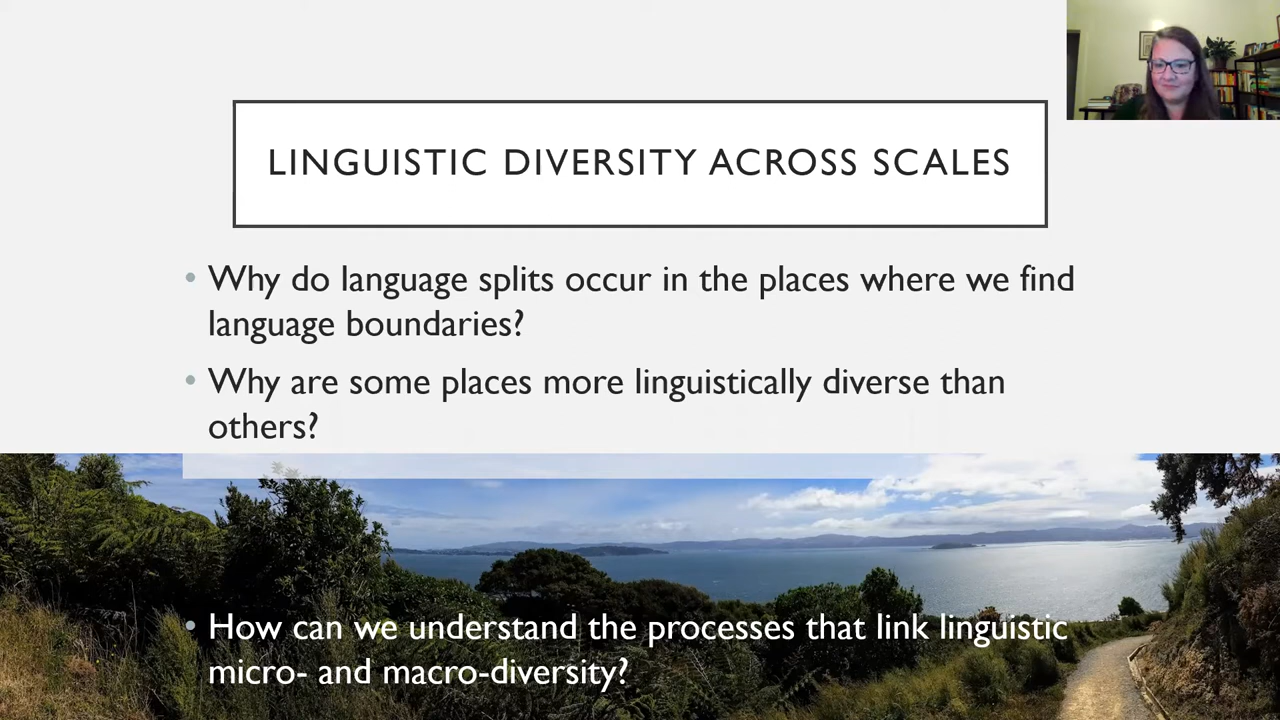 LINGUISTIC DIVERSITY ACROSS SCALES
• Why do language splits occur in the places where we find
language boundaries?
• Why are some places more linguistically diverse than
others?
• How can we understand the processes that link linguistic
micro- and macro-diversity?